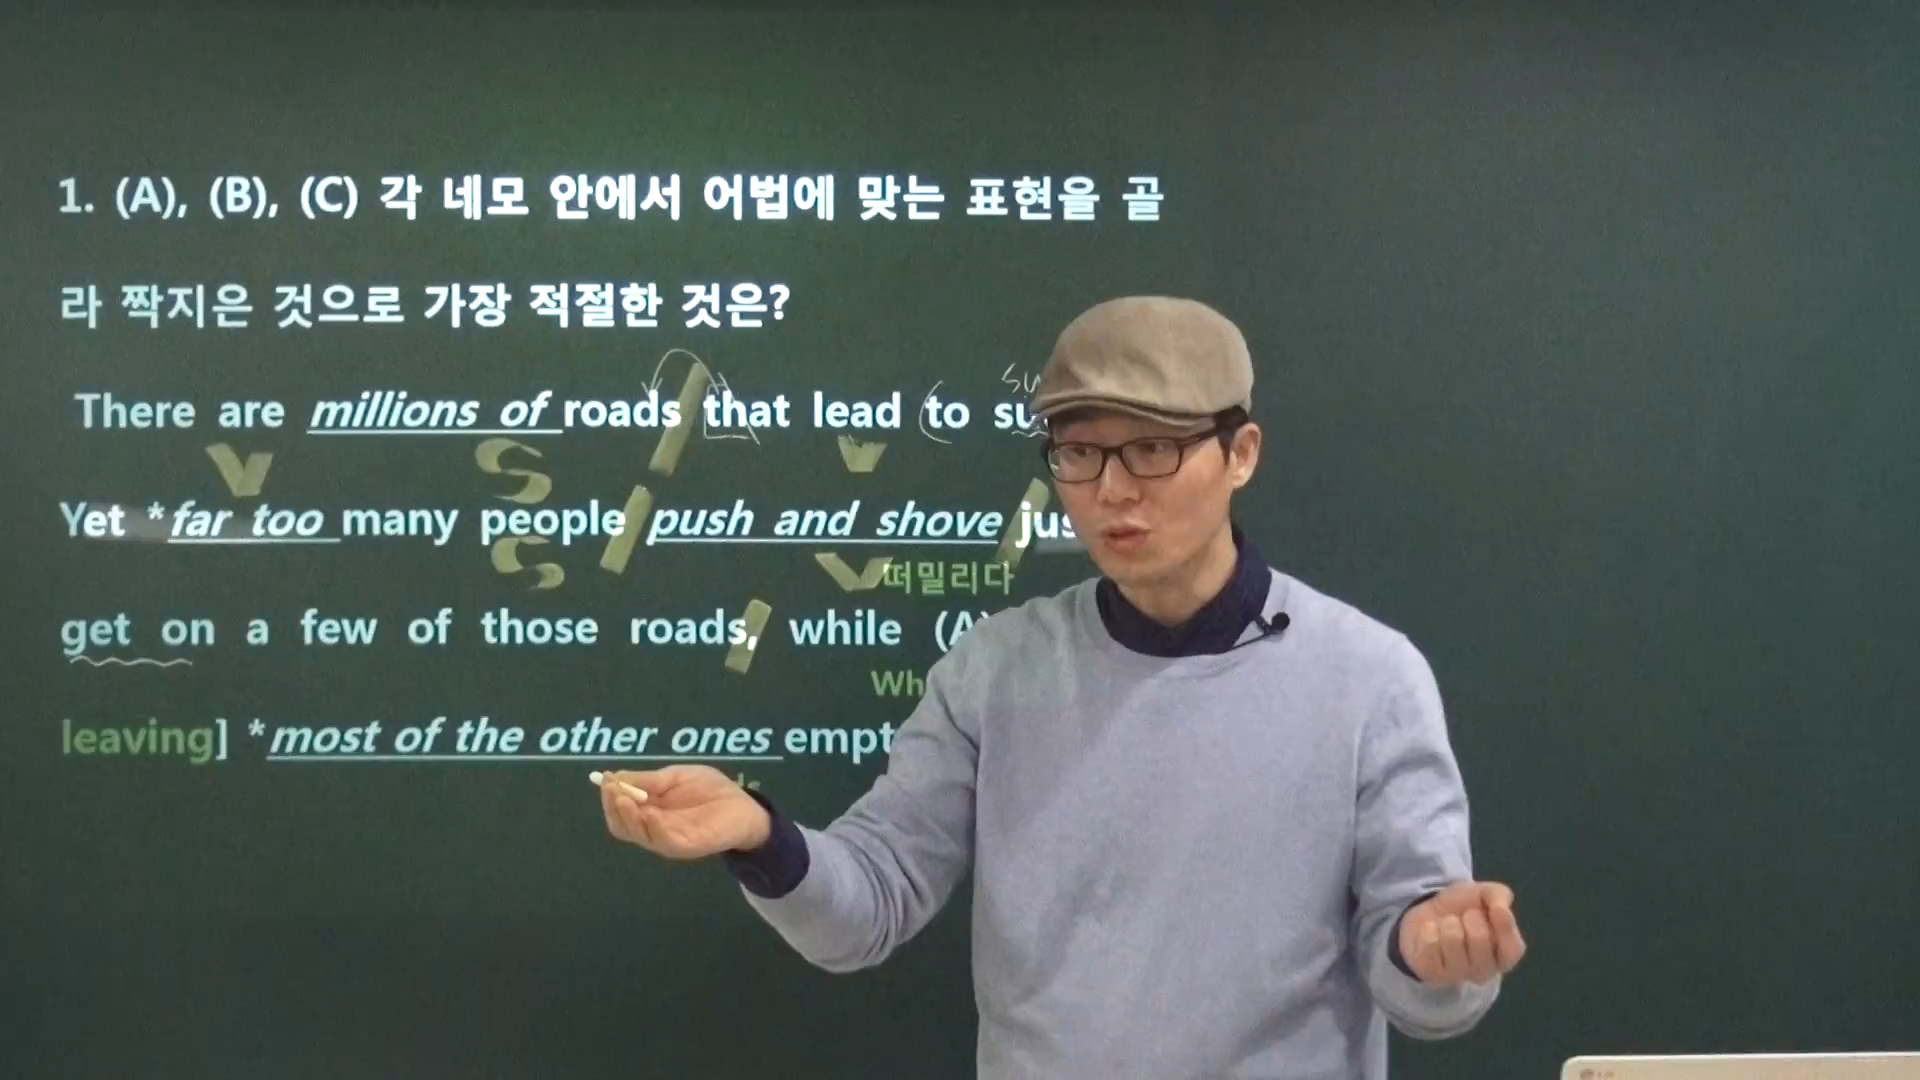 1. (A), (B), (C) 각 네모 안에서 어법에 맞는 표현을 골
라 짝지은 것으로 가장 적절한 것은?
There are millions of roads that lead to
V S V
Yet *far too many people push and shove
S V 떠밀리다
get on a few of those roads, while
leaving] *most of the other ones